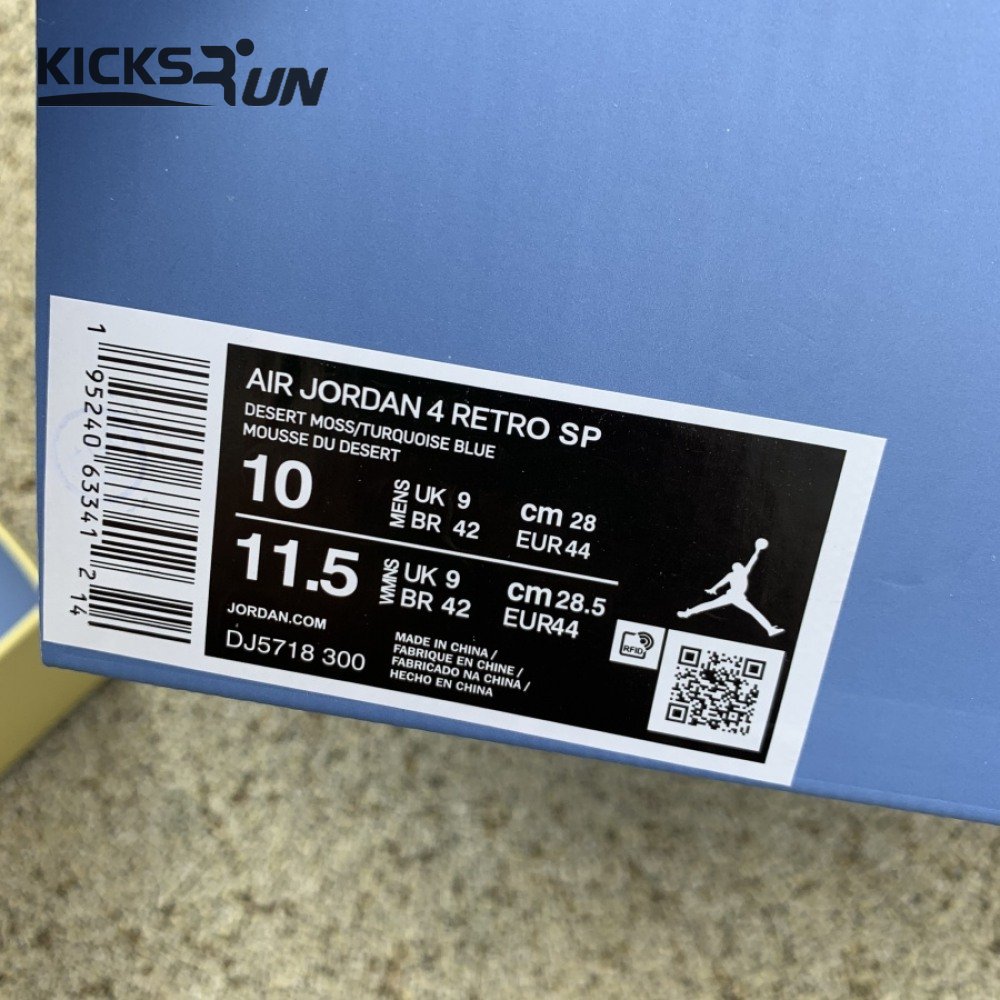 KICKSRUN
1 95240 63341 2 14
AIR JORDAN 4 RETRO SP
DESERT MOSS/TURQUOISE BLUE
MOUSSE DU DESERT
10 MENS UK 9 cm 28
BR 42 EUR 44
11.5 WMNS UK 9 cm 28.5
BR 42 EUR44
JORDAN.COM
DJ5718 300
MADE IN CHINA /
FABRIQUE EN CHINE /
FABRICADO NA CHINA /
HECHO EN CHINA
RFID